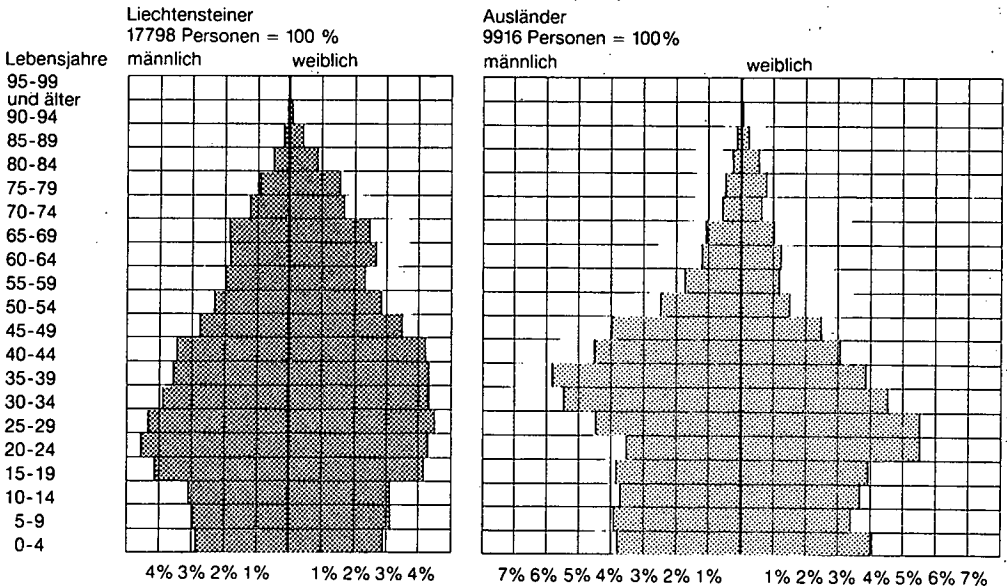 Liechtensteiner
17798 Personen = 100 %
Ausländer
9916 Personen = 100%
Lebensjahre männlich weiblich
männlich weiblich
95-99
und älter
90-94
85-89
80-84
75-79
70-74
65-69
60-64
55-59
50-54
45-49
40-44
35-39
30-34
25-29
20-24
15-19
10-14
5-9
0-4
4% 3% 2% 1% 1% 2% 3% 4%
7% 6% 5% 4% 3% 2% 1% 1% 2% 3% 4% 5% 6% 7%